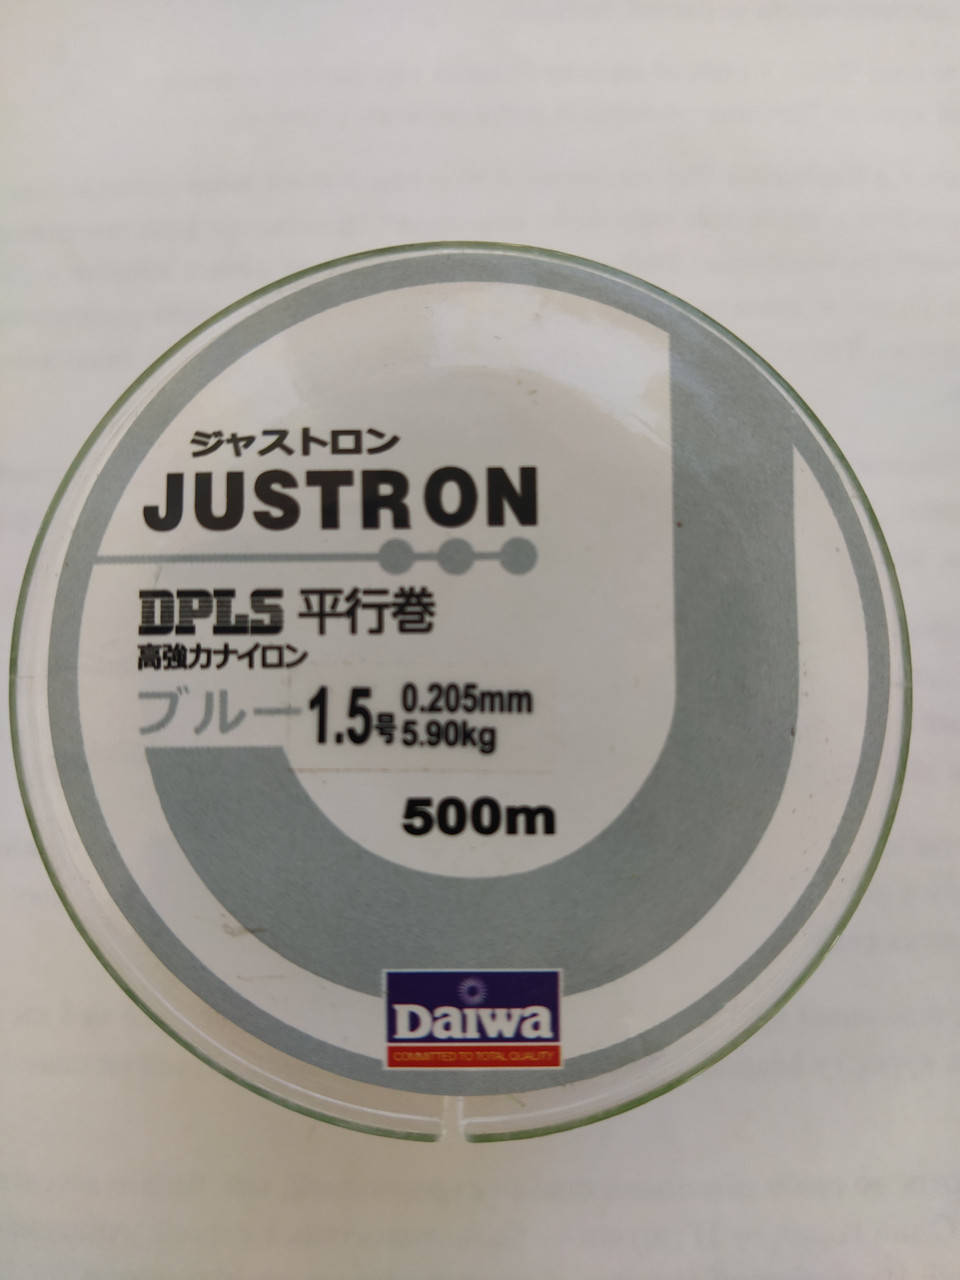 ジャストロン
JUSTRON
DPLS 平行巻
高強力ナイロン
ブルー 1.5号 0.205mm
5.90kg
500m
Daiwa
COMMITTED TO TOTAL QUALITY